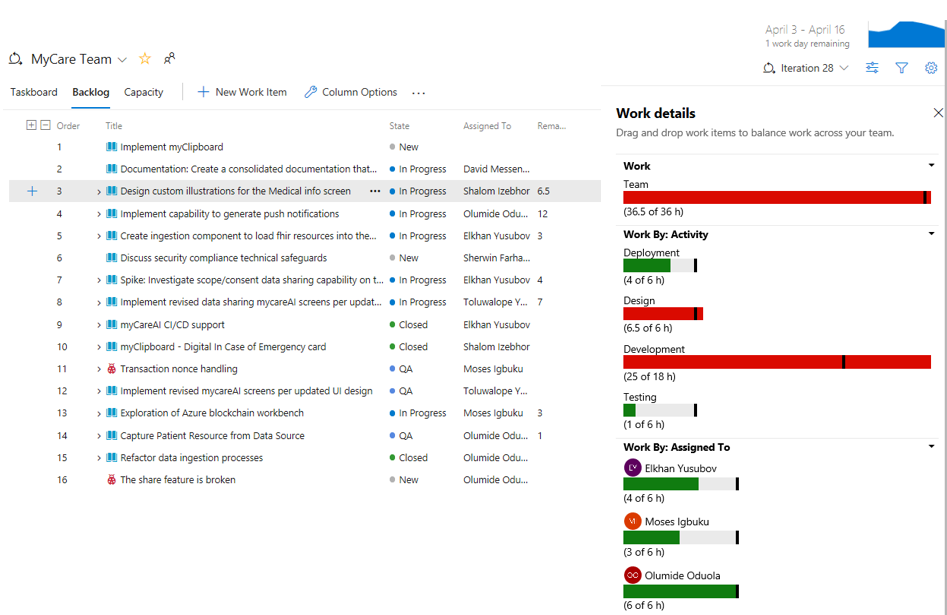 April 3 - April 16
1 work day remaining
MyCare Team
Iteration 28
Taskboard Backlog Capacity New Work Item Column Options ...
Order Title State Assigned To Rema...
1 Implement myClipboard New
2 Documentation: Create a consolidated documentation that... In Progress David Messen...
3 Design custom illustrations for the Medical info screen ... In Progress Shalom Izebhor 6.5
4 Implement capability to generate push notifications In Progress Olumide Odu... 12
5 Create ingestion component to load fhir resources into the... In Progress Elkhan Yusubov 3
6 Discuss security compliance technical safeguards New Sherwin Farha...
7 Spike: Investigate scope/consent data sharing capability on t... In Progress Elkhan Yusubov 4
8 Implement revised data sharing mycareAI screens per updat... In Progress Toluwalope Y... 7
9 myCareAI CI/CD support Closed Elkhan Yusubov
10 myClipboard - Digital In Case of Emergency card Closed Shalom Izebhor
11 Transaction nonce handling QA Moses Igbuku
12 Implement revised mycareAI screens per updated UI design QA Toluwalope Y...
13 Exploration of Azure blockchain workbench In Progress Moses Igbuku 3
14 Capture Patient Resource from Data Source QA Olumide Odu... 1
15 Refactor data ingestion processes Closed Olumide Odu...
16 The share feature is broken New Olumide Odu...
Work details
Drag and drop work items to balance work across your team.
Work
Team
(36.5 of 36 h)
Work By: Activity
Deployment
(4 of 6 h)
Design
(6.5 of 6 h)
Development
(25 of 18 h)
Testing
(1 of 6 h)
Work By: Assigned To
EY Elkhan Yusubov
(4 of 6 h)
MI Moses Igbuku
(3 of 6 h)
OO Olumide Oduola
(6 of 6 h)